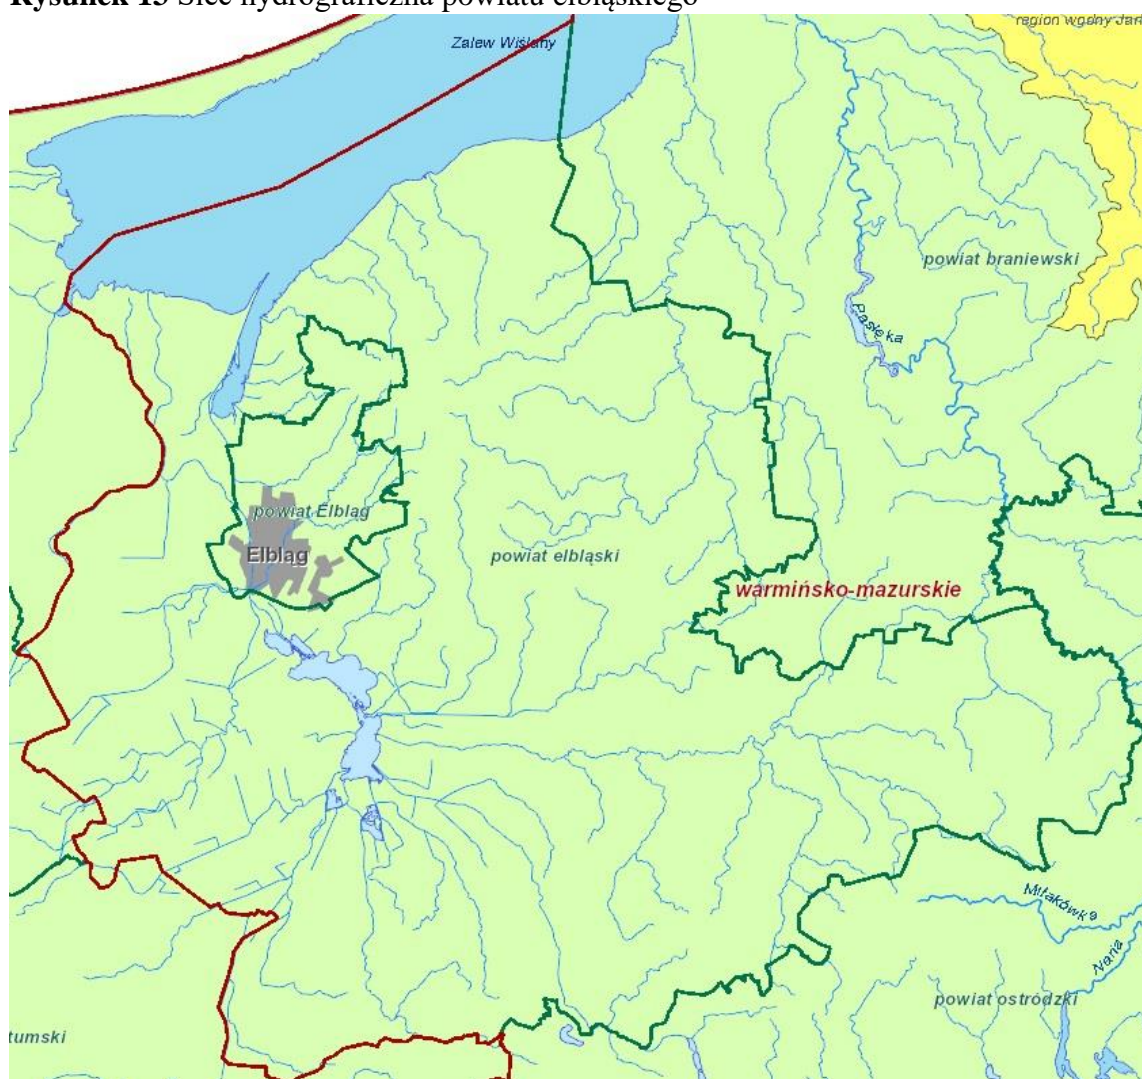 Rysunek 13 Sieć hydrograficzna powiatu elbląskiego
region wodny Jar
Zalew Wiślany
powiat braniewski
Pasłęka
powiat Elbląg
Elbląg
powiat elbląski
warmińsko-mazurskie
Miłakówka
Naria
powiat ostródzki
tumski